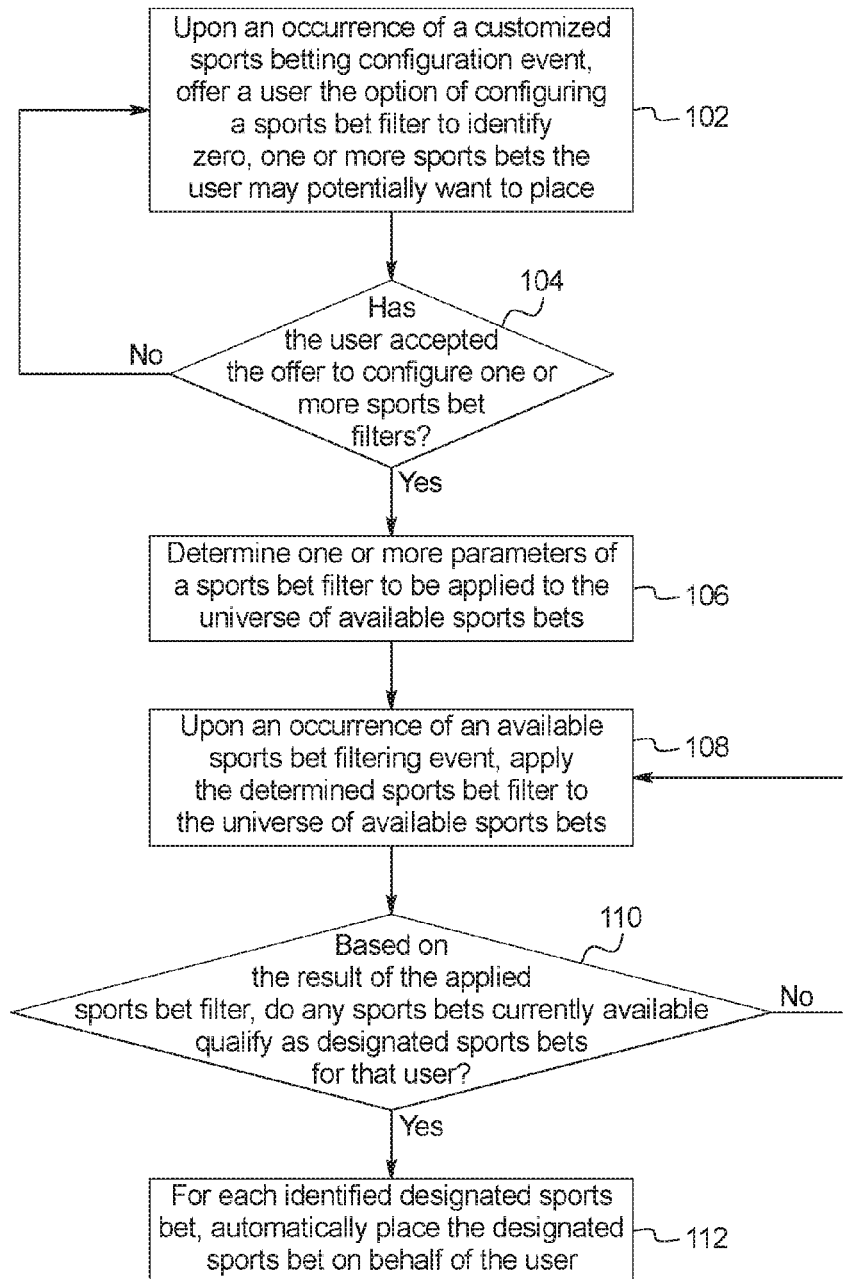 Upon an occurrence of a customized
sports betting configuration event,
offer a user the option of configuring
a sports bet filter to identify
zero, one or more sports bets the
user may potentially want to place
102
104
Has
the user accepted
the offer to configure one or
more sports bet
filters?
No
Yes
Determine one or more parameters of
a sports bet filter to be applied to the
universe of available sports bets
106
Upon an occurrence of an available
sports bet filtering event, apply
the determined sports bet filter to
the universe of available sports bets
108
110
Based on
the result of the applied
sports bet filter, do any sports bets currently available
qualify as designated sports bets
for that user?
No
Yes
For each identified designated sports
bet, automatically place the designated
sports bet on behalf of the user
112